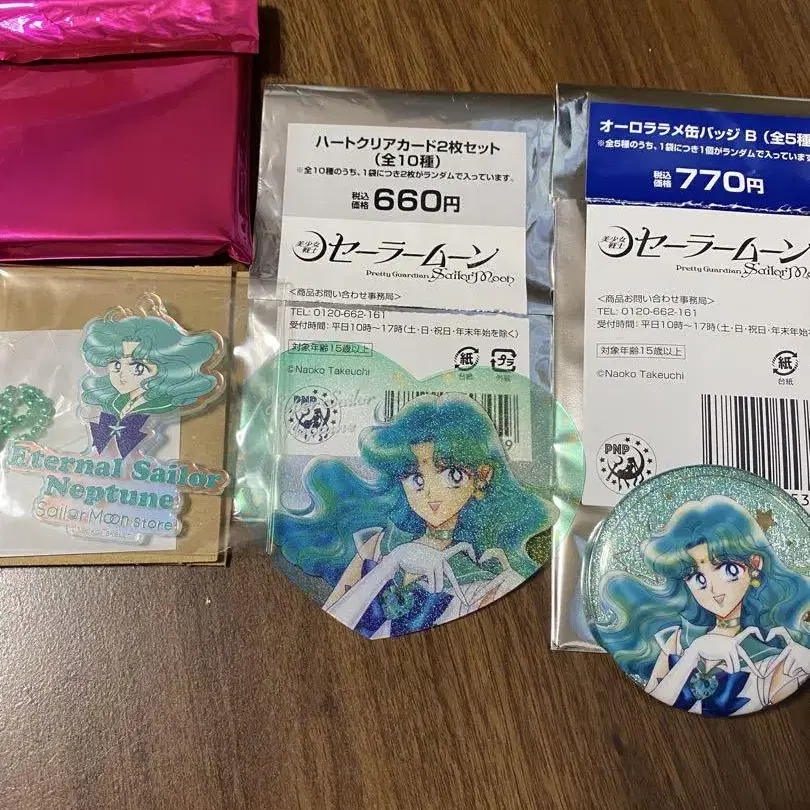 Eternal Sailor
Neptune
Sailor Moon Store
ハートクリアカード2枚セット
(全10種)
※全10種のうち、1袋につき2枚がランダムで入っています。
税込
価格 660円
美少女
戦士 セーラームーン
Pretty Guardian Sailor Moon
<商品お問い合わせ事務局>
TEL: 0120-662-161
受付時間:平日10時〜17時(土・日・祝日・年末年始を除く)
対象年齢15歳以上
紙
台紙
プラ
外装
©Naoko Takeuchi
PNP
オーロララメ缶バッジ B (全5種
※全5種のうち、1袋につき1個がランダムで入っています
税込
価格 770円
美少女
戦士 セーラームーン
Pretty Guardian Sailor Moon
<商品お問い合わせ事務局>
TEL: 0120-662-161
受付時間:平日10時〜17時(土・日・祝日・年末年始を除く
対象年齢15歳以上
紙
台紙
©Naoko Takeuchi
PNP